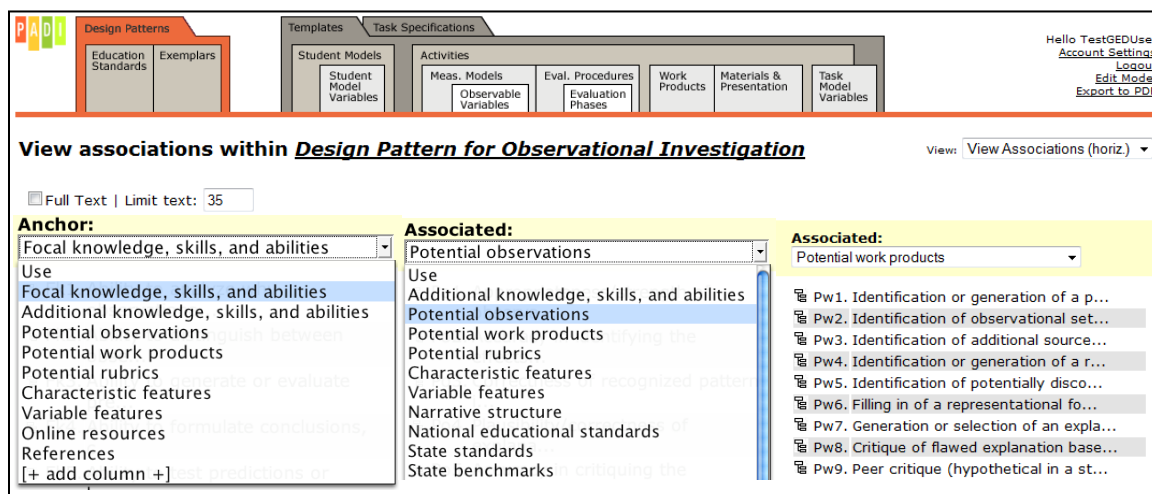 PADI
Design Patterns
Education Standards
Exemplars
Templates
Task Specifications
Student Models
Student Model Variables
Activities
Meas. Models
Observable Variables
Eval. Procedures
Evaluation Phases
Work Products
Materials & Presentation
Task Model Variables
Hello TestGEDUse
Account Settings
Logou
Edit Mode
Export to PDF
View associations within Design Pattern for Observational Investigation
View: View Associations (horiz.)
Full Text | Limit text: 35
Anchor:
Focal knowledge, skills, and abilities
Use
Focal knowledge, skills, and abilities
Additional knowledge, skills, and abilities
Potential observations
Potential work products
Potential rubrics
Characteristic features
Variable features
Online resources
References
[+ add column +]
Associated:
Potential observations
Use
Additional knowledge, skills, and abilities
Potential observations
Potential work products
Potential rubrics
Characteristic features
Variable features
Narrative structure
National educational standards
State standards
State benchmarks
Associated:
Potential work products
Pw1. Identification or generation of a p...
Pw2. Identification of observational set...
Pw3. Identification of additional source...
Pw4. Identification or generation of a r...
Pw5. Identification of potentially disco...
Pw6. Filling in of a representational fo...
Pw7. Generation or selection of an expla...
Pw8. Critique of flawed explanation base...
Pw9. Peer critique (hypothetical in a st...